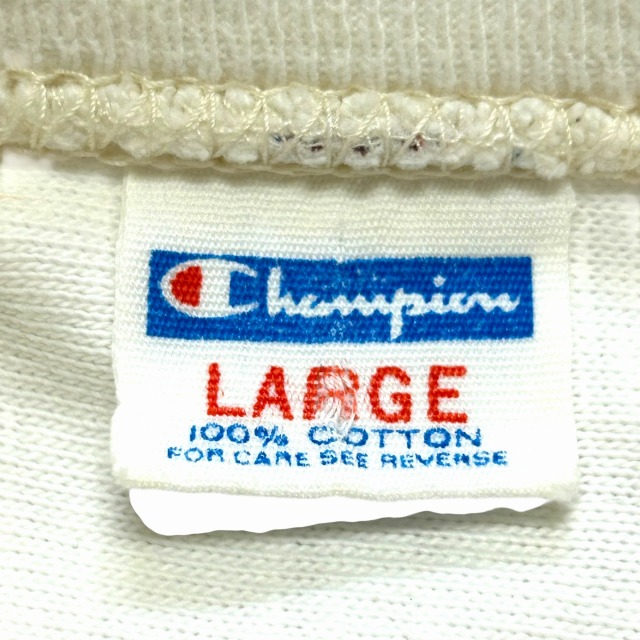 Champion
LARGE
100% COTTON
FOR CARE SEE REVERSE